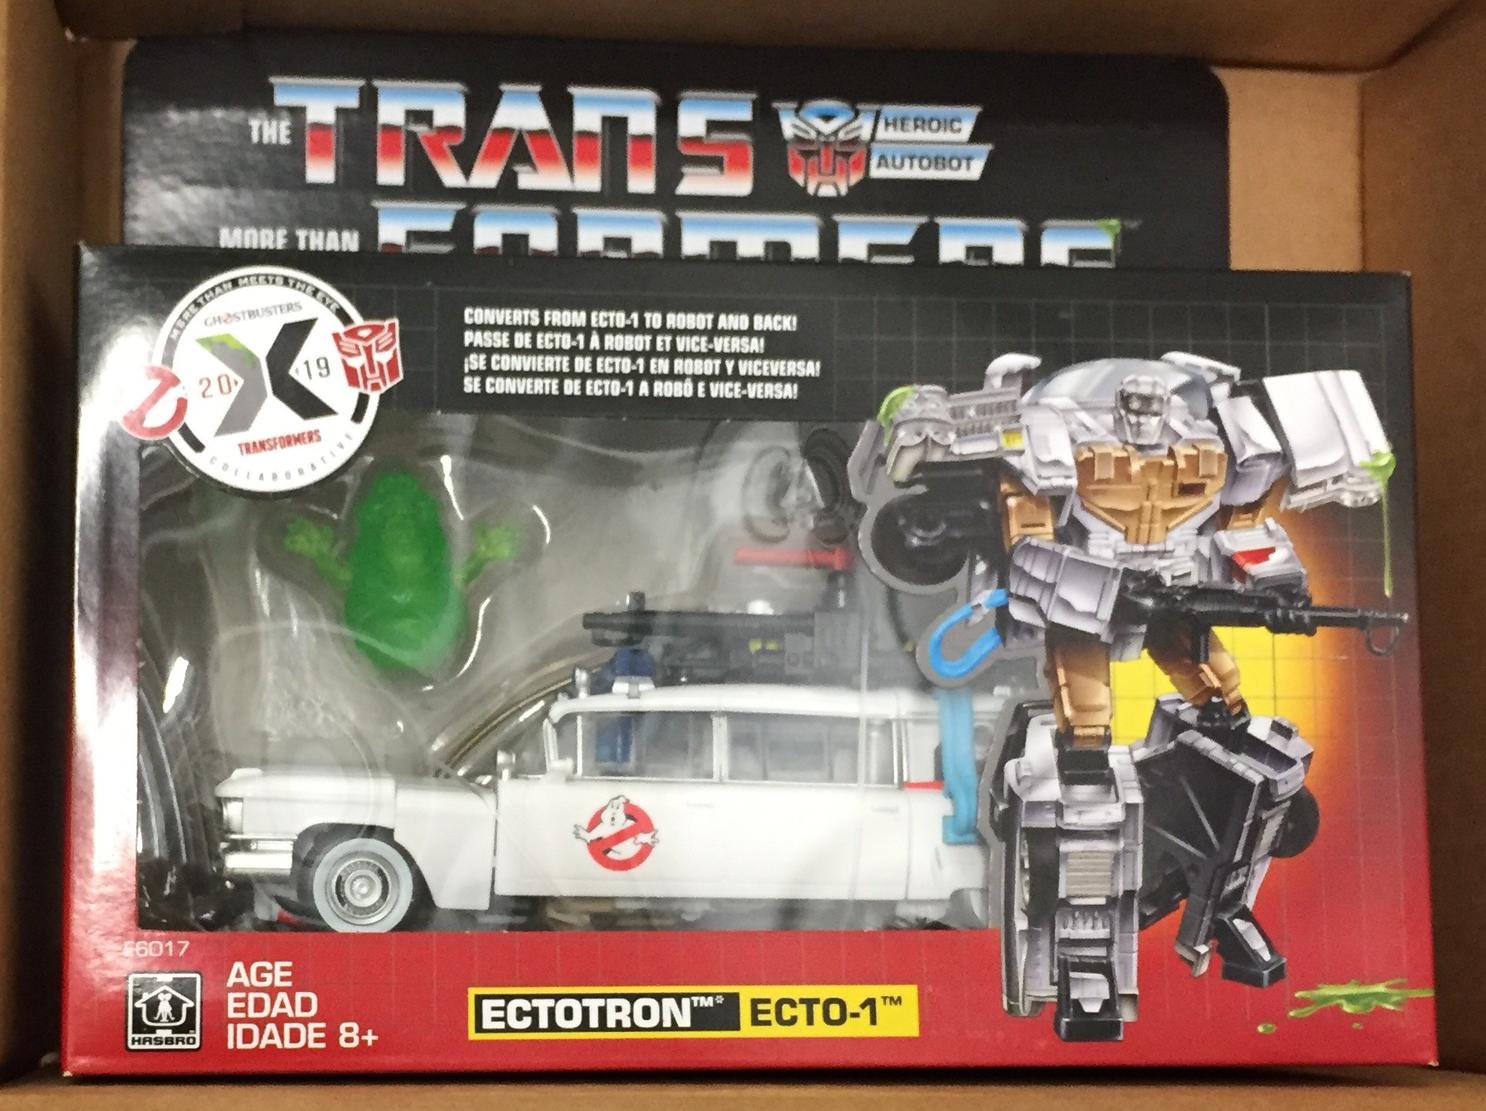 THE TRANS
HEROIC
AUTOBOT
MORE THAN
FORMERS
MORE THAN MEETS THE EYE
GHOSTBUSTERS
20 X 19
TRANSFORMERS
COLLABORATIVE
CONVERTS FROM ECTO-1 TO ROBOT AND BACK!
PASSE DE ECTO-1 À ROBOT ET VICE-VERSA!
¡SE CONVIERTE DE ECTO-1 EN ROBOT Y VICEVERSA!
SE CONVERTE DE ECTO-1 A ROBÔ E VICE-VERSA!
E6017
HASBRO
AGE
EDAD
IDADE 8+
ECTOTRON™* ECTO-1™